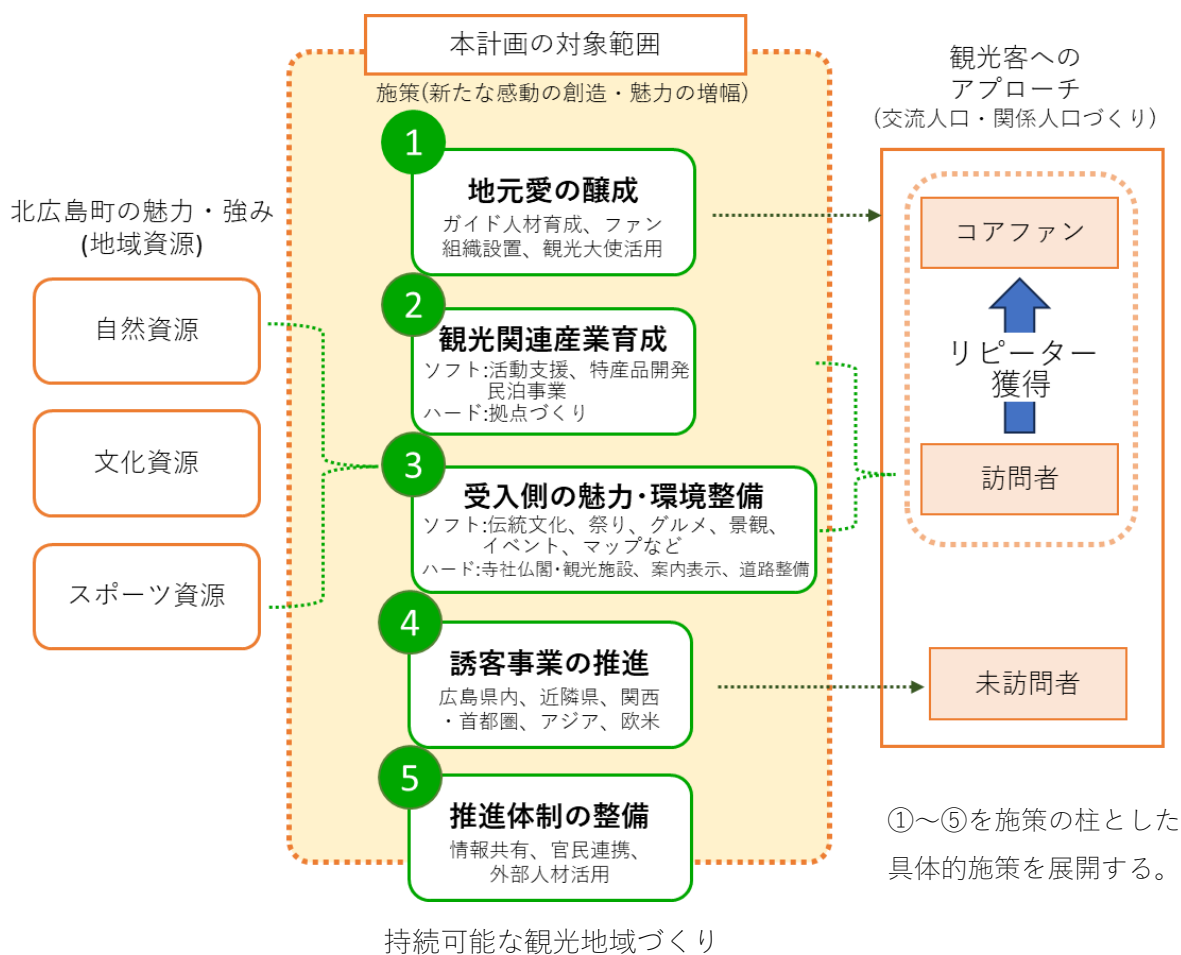 本計画の対象範囲
施策(新たな感動の創造・魅力の増幅)
北広島町の魅力・強み
(地域資源)
自然資源
文化資源
スポーツ資源
1
地元愛の醸成
ガイド人材育成、ファン
組織設置、観光大使活用
2
観光関連産業育成
ソフト:活動支援、特産品開発
民泊事業
ハード:拠点づくり
3
受入側の魅力・環境整備
ソフト:伝統文化、祭り、グルメ、景観、
イベント、マップなど
ハード:寺社仏閣・観光施設、案内表示、道路整備
4
誘客事業の推進
広島県内、近隣県、関西
・首都圏、アジア、欧米
5
推進体制の整備
情報共有、官民連携、
外部人材活用
持続可能な観光地域づくり
観光客への
アプローチ
(交流人口・関係人口づくり)
コアファン
リピーター
獲得
訪問者
未訪問者
①～⑤を施策の柱とした
具体的施策を展開する。